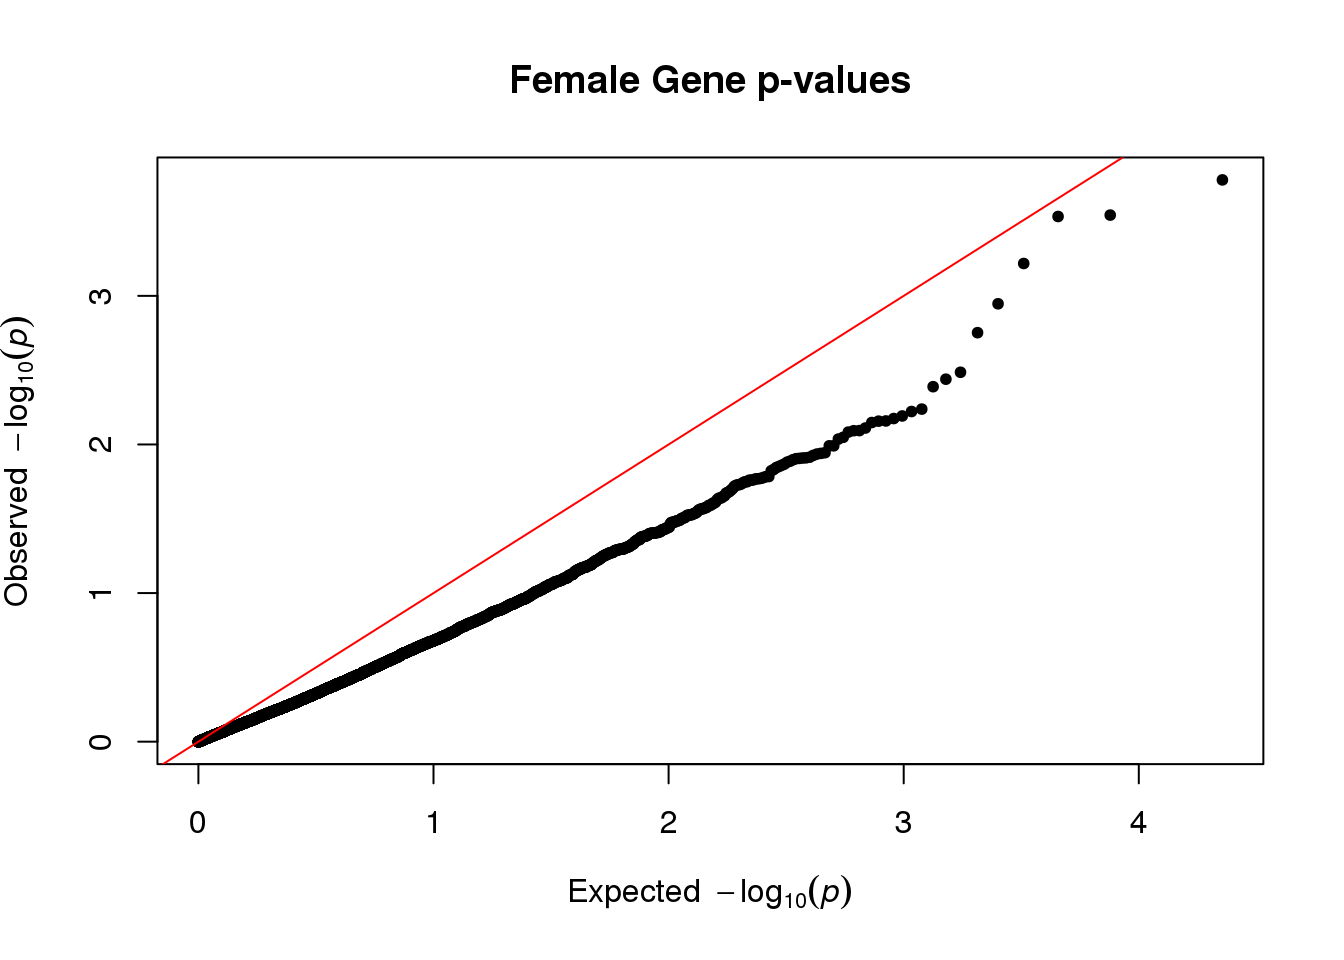 Female Gene p-values
Observed −log₁₀(p)
3
2
1
0
0 1 2 3 4
Expected −log₁₀(p)